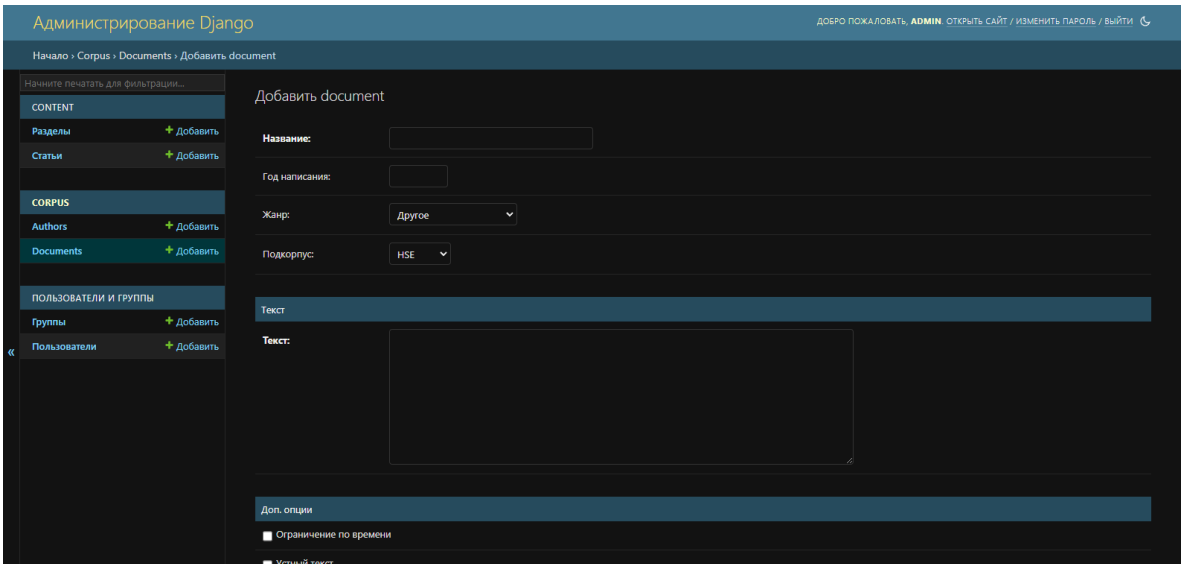 Администрирование Django
ДОБРО ПОЖАЛОВАТЬ, ADMIN. ОТКРЫТЬ САЙТ / ИЗМЕНИТЬ ПАРОЛЬ / ВЫЙТИ
Начало › Corpus › Documents › Добавить document
Начните печатать для фильтрации...
CONTENT
Разделы + Добавить
Статьи + Добавить
CORPUS
Authors + Добавить
Documents + Добавить
ПОЛЬЗОВАТЕЛИ И ГРУППЫ
Группы + Добавить
Пользователи + Добавить
«
Добавить document
Название:
Год написания:
Жанр: Другое
Подкорпус: HSE
Текст
Текст:
Доп. опции
Ограничение по времени
Устный текст